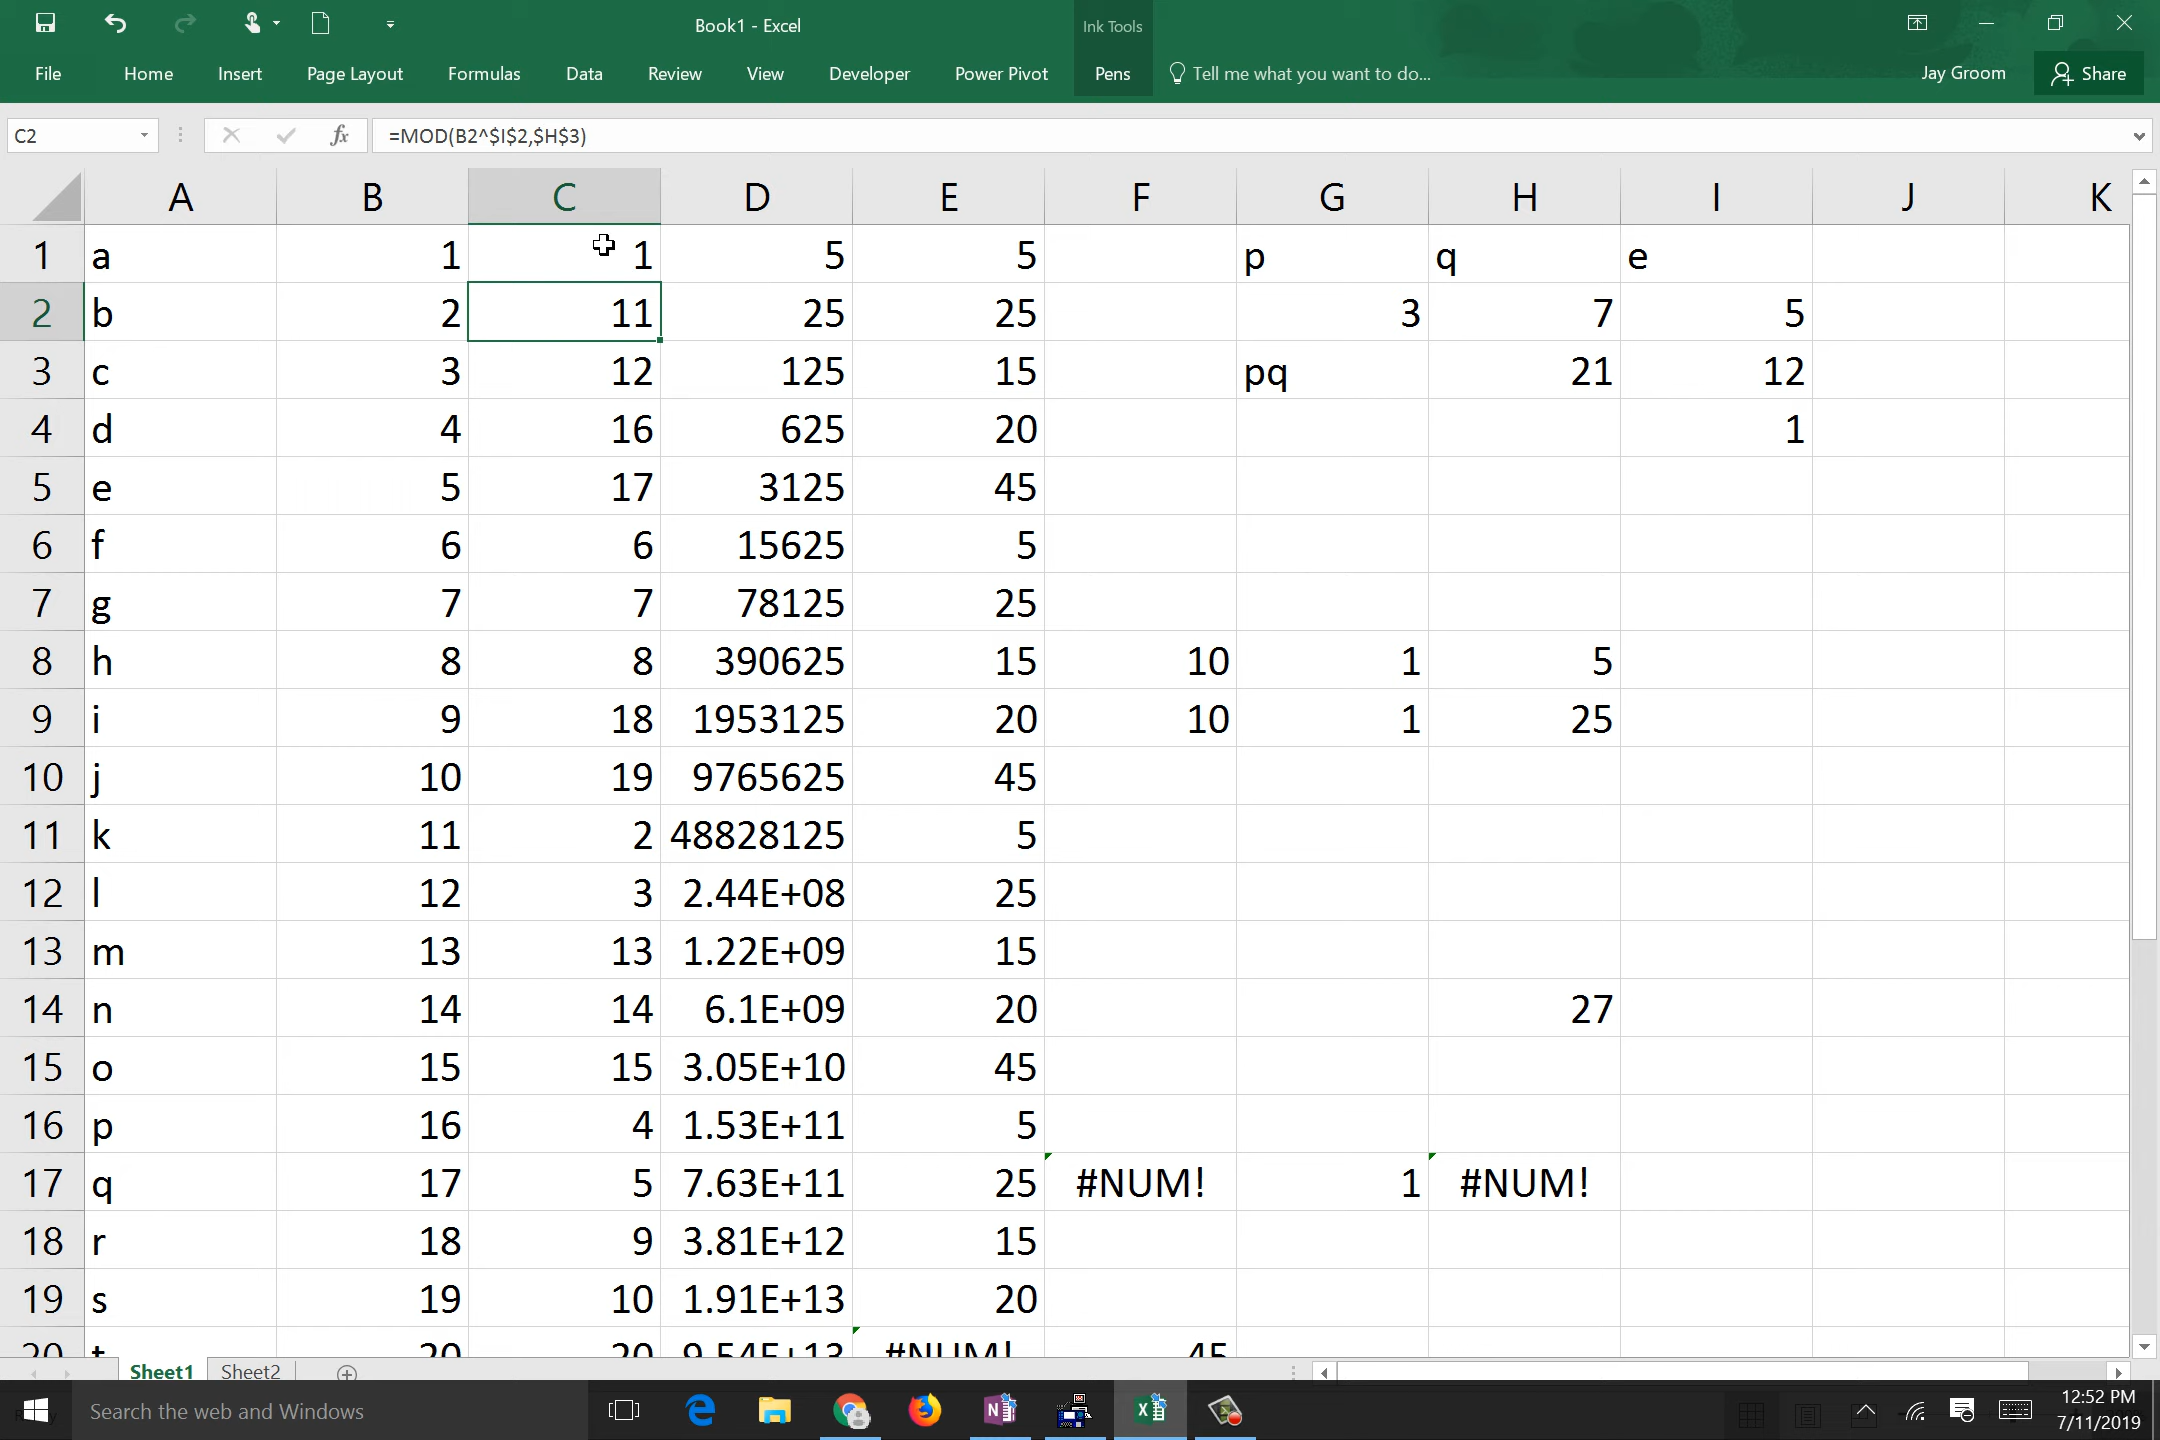 Book1 - Excel
Ink Tools
File Home Insert Page Layout Formulas Data Review View Developer Power Pivot Pens Tell me what you want to do... Jay Groom Share
C2 fx =MOD(B2^$I$2,$H$3)
A B C D E F G H I J K
1 a 1 1 5 5 p q e
2 b 2 11 25 25 3 7 5
3 c 3 12 125 15 pq 21 12
4 d 4 16 625 20 1
5 e 5 17 3125 45
6 f 6 6 15625 5
7 g 7 7 78125 25
8 h 8 8 390625 15 10 1 5
9 i 9 18 1953125 20 10 1 25
10 j 10 19 9765625 45
11 k 11 2 48828125 5
12 l 12 3 2.44E+08 25
13 m 13 13 1.22E+09 15
14 n 14 14 6.1E+09 20 27
15 o 15 15 3.05E+10 45
16 p 16 4 1.53E+11 5
17 q 17 5 7.63E+11 25 #NUM! 1 #NUM!
18 r 18 9 3.81E+12 15
19 s 19 10 1.91E+13 20
20 t 20 20 9.54E+13 #NUM! 45
Sheet1 Sheet2
Search the web and Windows
12:52 PM
7/11/2019